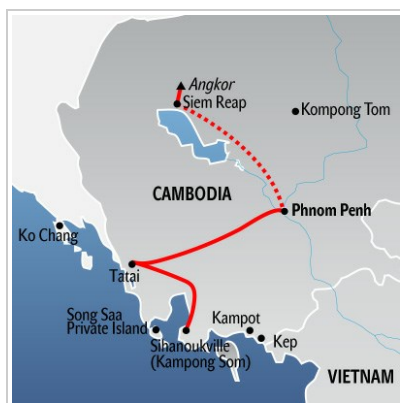 Angkor
Siem Reap
Kompong Tom
CAMBODIA
Phnom Penh
Ko Chang
Tatai
Song Saa
Private Island
Sihanoukville
(Kampong Som)
Kampot
Kep
VIETNAM